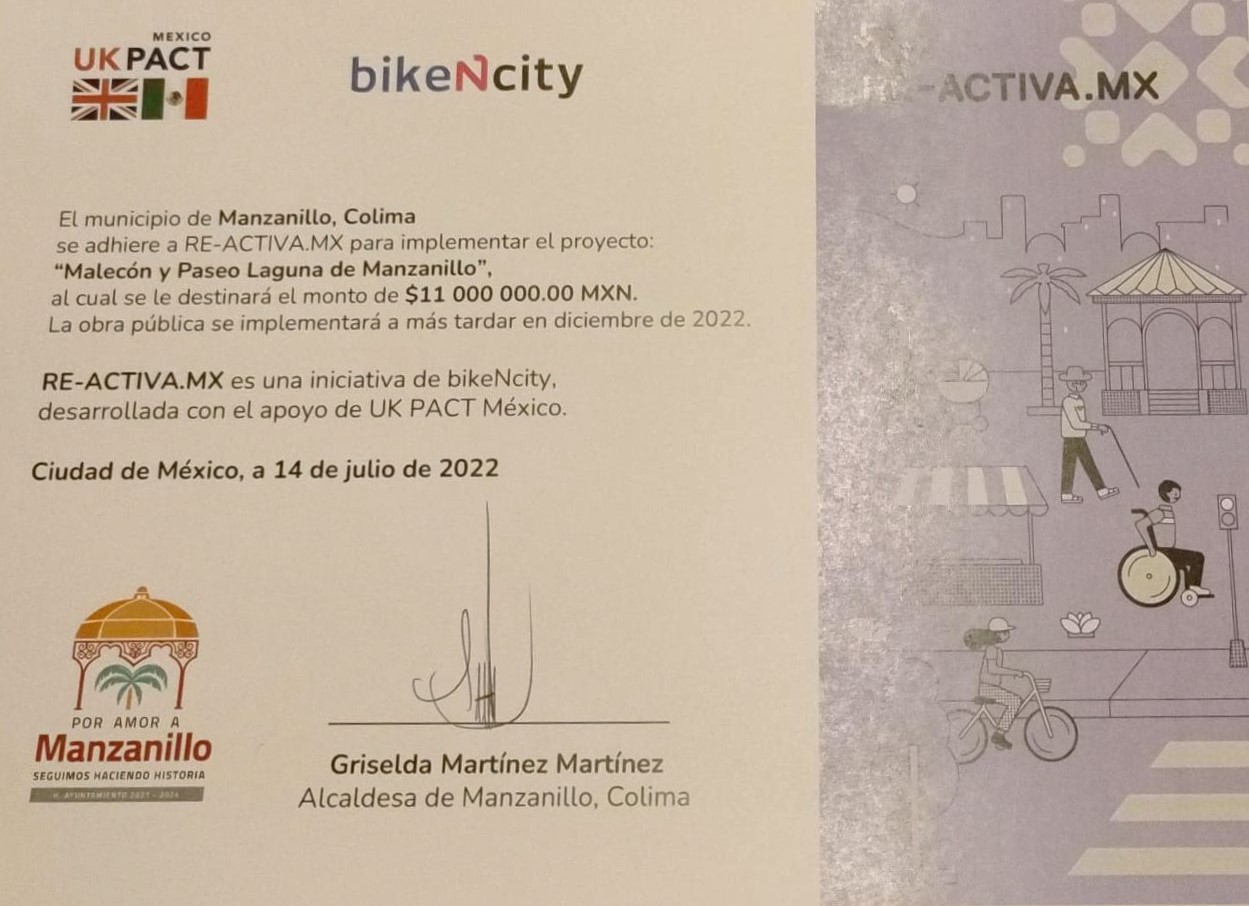 MEXICO
UK PACT
bikeNcity
-ACTIVA.MX
El municipio de Manzanillo, Colima
se adhiere a RE-ACTIVA.MX para implementar el proyecto:
“Malecón y Paseo Laguna de Manzanillo”,
al cual se le destinará el monto de $11 000 000.00 MXN.
La obra pública se implementará a más tardar en diciembre de 2022.
RE-ACTIVA.MX es una iniciativa de bikeNcity,
desarrollada con el apoyo de UK PACT México.
Ciudad de México, a 14 de julio de 2022
POR AMOR A
Manzanillo
SEGUIMOS HACIENDO HISTORIA
H. AYUNTAMIENTO 2021 - 2024
Griselda Martínez Martínez
Alcaldesa de Manzanillo, Colima